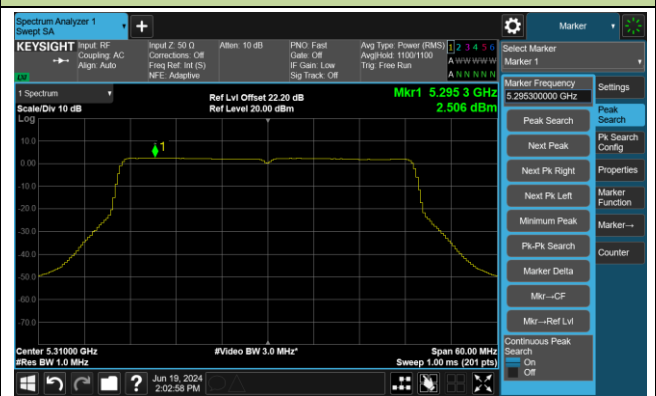 Spectrum Analyzer 1
Swept SA
+
Marker
KEYSIGHT
Input: RF
Coupling: AC
Align: Auto
Input Z: 50 Ω
Corrections: Off
Freq Ref: Int (S)
NFE: Adaptive
Atten: 10 dB
PNO: Fast
Gate: Off
IF Gain: Low
Sig Track: Off
Avg Type: Power (RMS)
Avg|Hold: 1100/1100
Trig: Free Run
1 2 3 4 5 6
A W W W W W
A N N N N N
LXI
Select Marker
Marker 1
1 Spectrum
Scale/Div 10 dB
Log
Ref Lvl Offset 22.20 dB
Ref Level 20.00 dBm
Mkr1 5.295 3 GHz
2.506 dBm
1
10.0
0.00
-10.0
-20.0
-30.0
-40.0
-50.0
-60.0
-70.0
Center 5.31000 GHz
#Res BW 1.0 MHz
#Video BW 3.0 MHz*
Span 60.00 MHz
Sweep 1.00 ms (201 pts)
Marker Frequency
5.295300000 GHz
Peak Search
Next Peak
Next Pk Right
Next Pk Left
Minimum Peak
Pk-Pk Search
Marker Delta
Mkr→CF
Mkr→Ref Lvl
Continuous Peak
Search
On
Off
Settings
Peak
Search
Pk Search
Config
Properties
Marker
Function
Marker→
Counter
?
Jun 19, 2024
2:02:58 PM